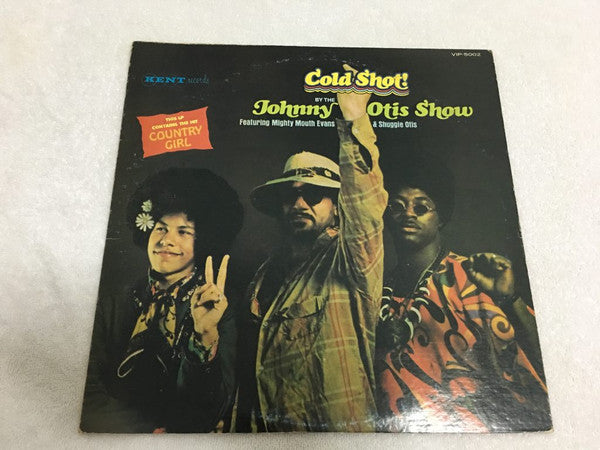 VIP-5002
KENT records
Cold Shot!
BY THE
Johnny Otis Show
Featuring Mighty Mouth Evans & Shuggie Otis
THIS LP
CONTAINS THE HIT
COUNTRY
GIRL